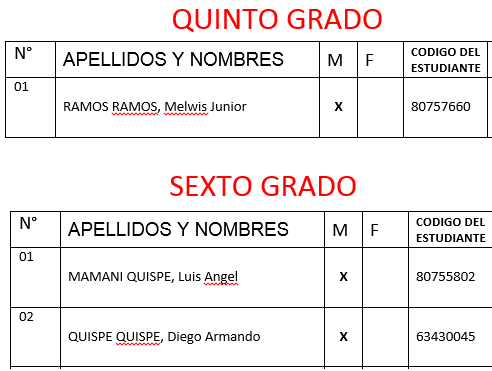 QUINTO GRADO
N° APELLIDOS Y NOMBRES M F CODIGO DEL ESTUDIANTE
01 RAMOS RAMOS, Melwis Junior X 80757660
SEXTO GRADO
N° APELLIDOS Y NOMBRES M F CODIGO DEL ESTUDIANTE
01 MAMANI QUISPE, Luis Angel X 80755802
02 QUISPE QUISPE, Diego Armando X 63430045